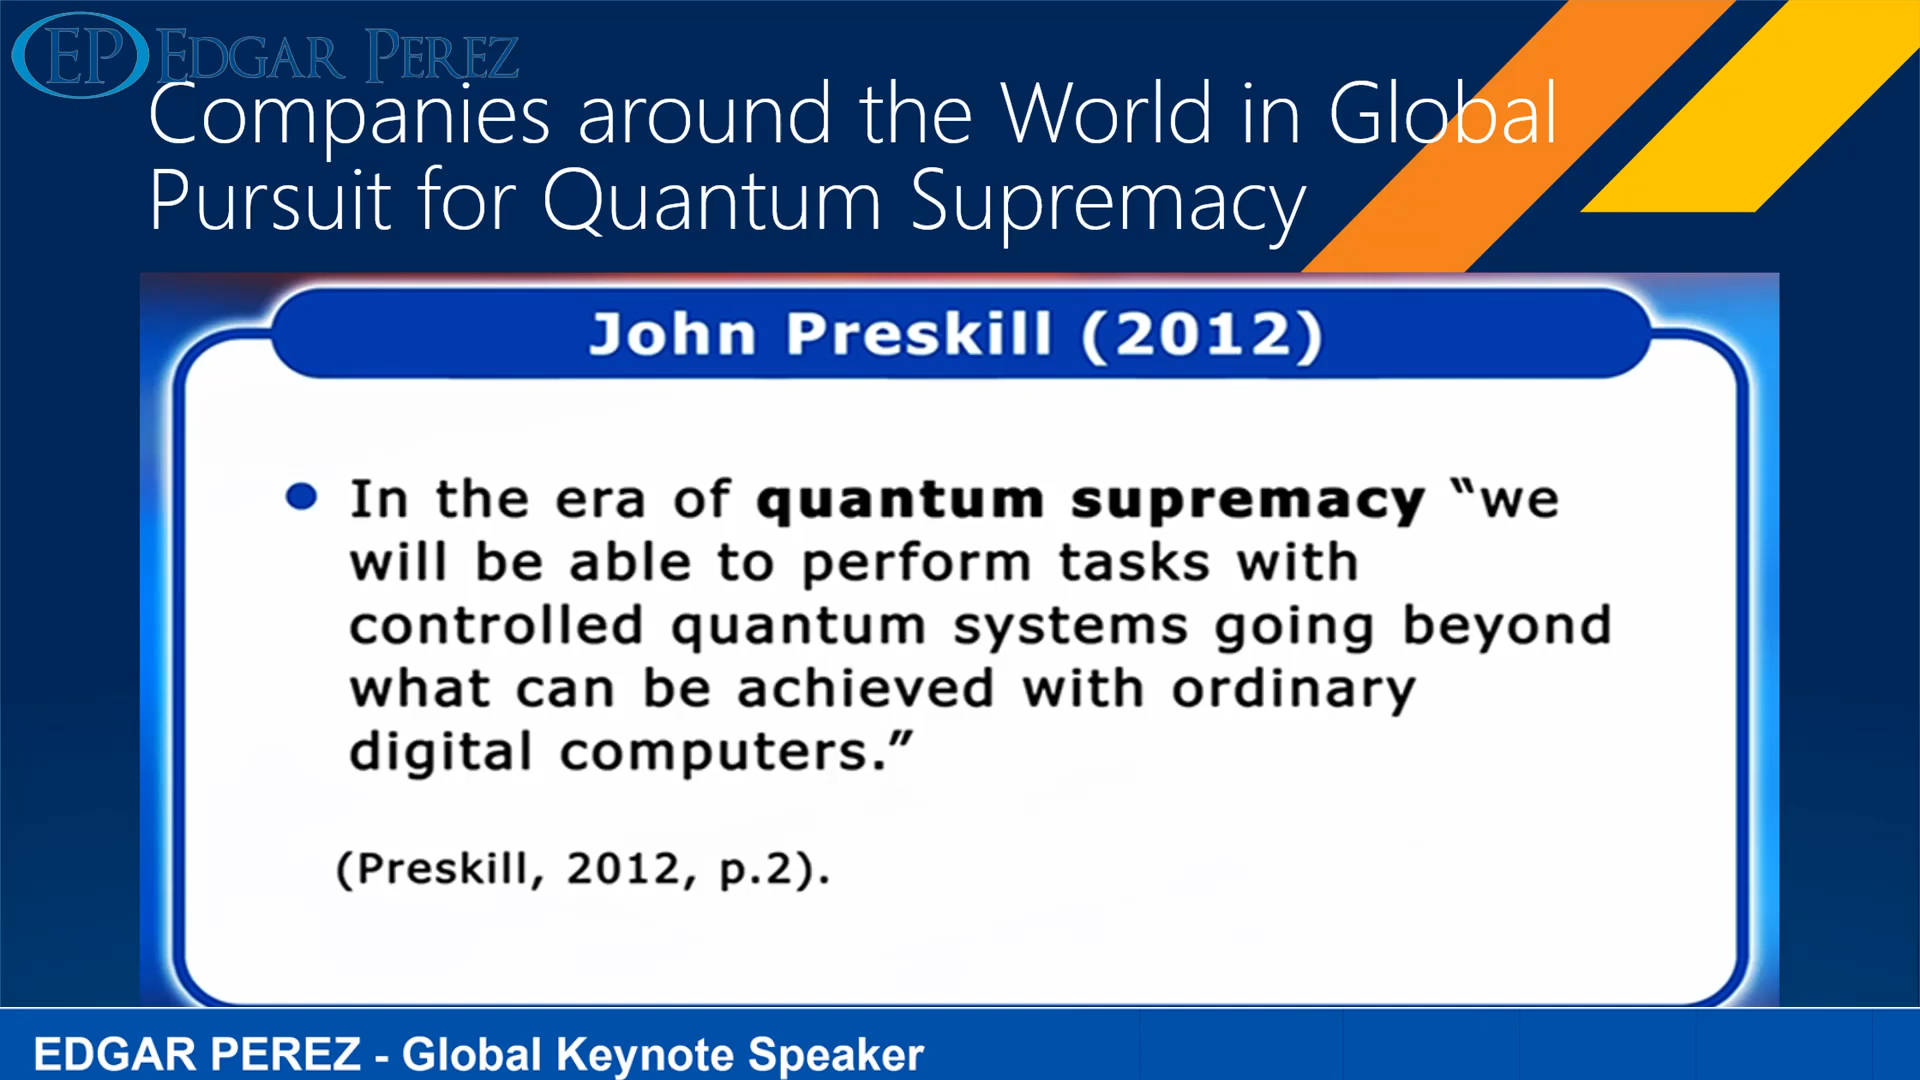 EP EDGAR PEREZ
Companies around the World in Global
Pursuit for Quantum Supremacy
John Preskill (2012)
• In the era of quantum supremacy “we
will be able to perform tasks with
controlled quantum systems going beyond
what can be achieved with ordinary
digital computers.”
(Preskill, 2012, p.2).
EDGAR PEREZ - Global Keynote Speaker